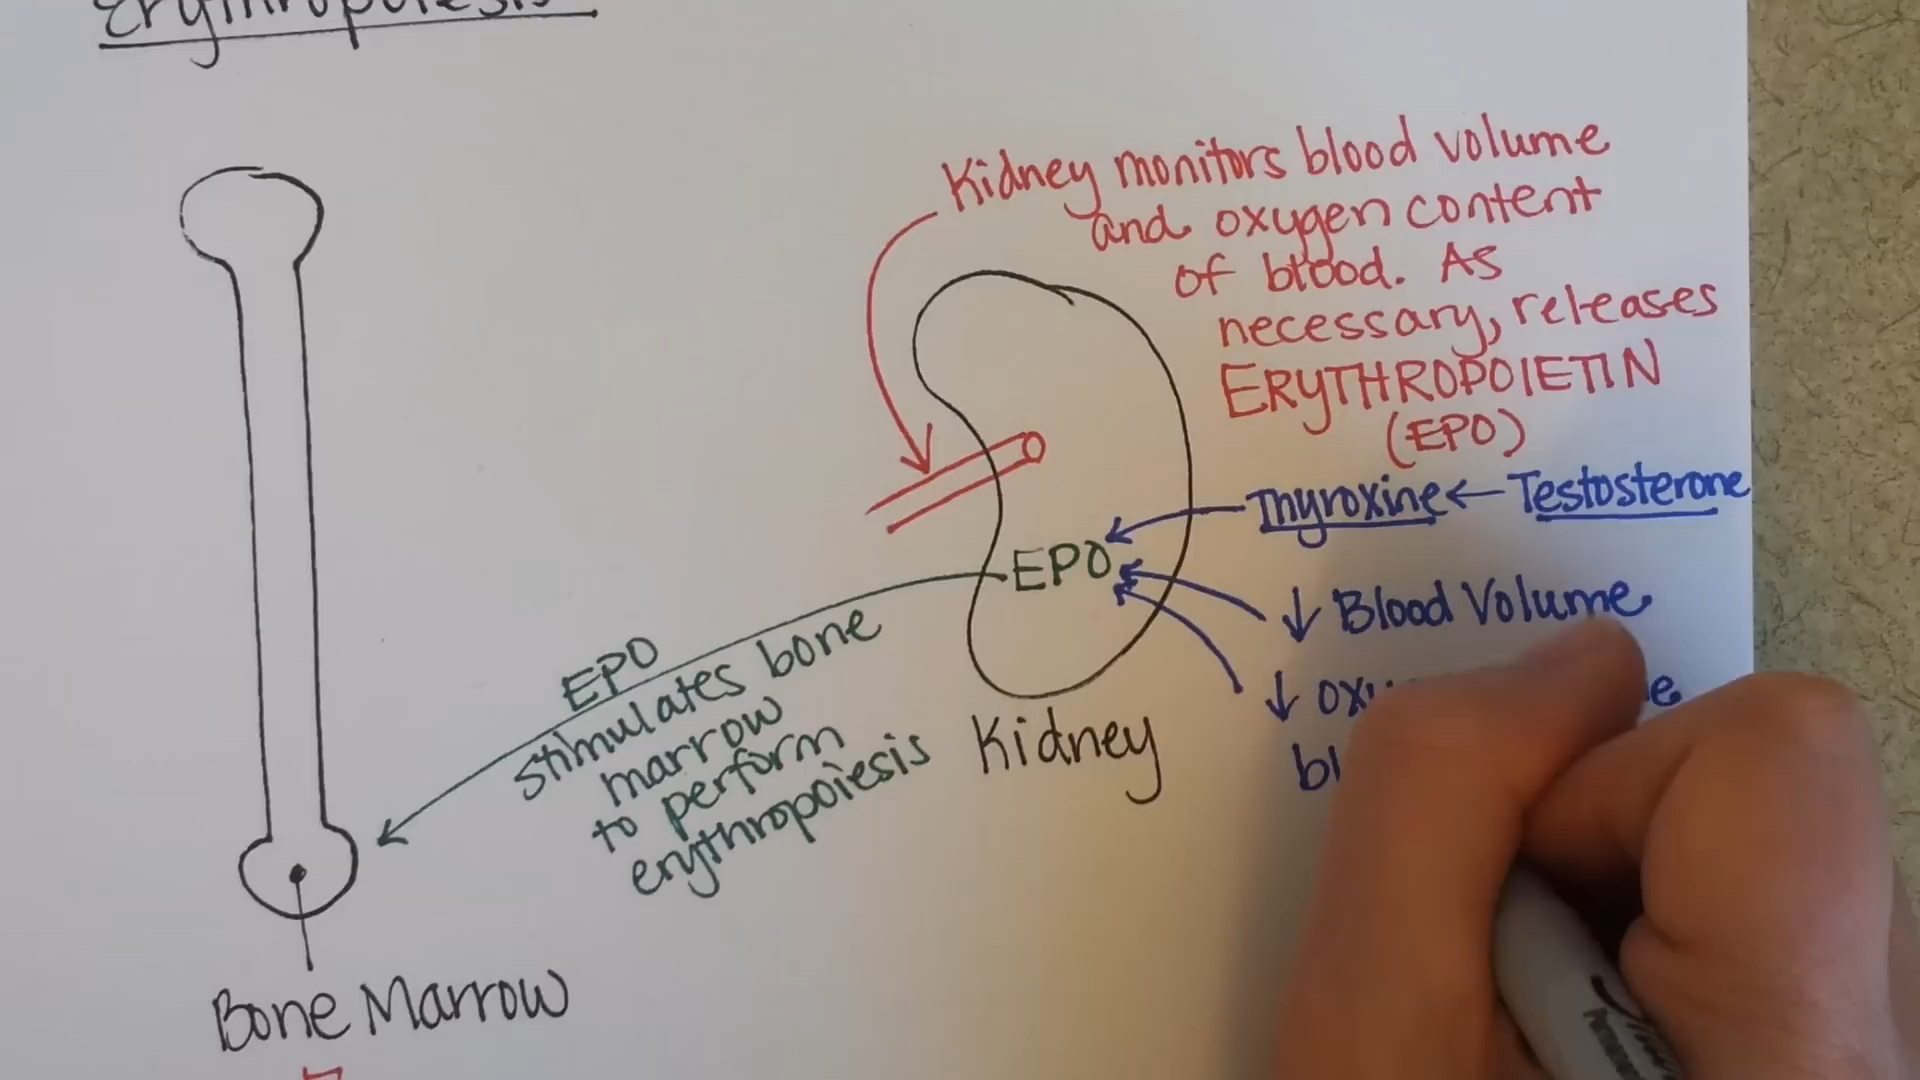 Erythropoiesis
Kidney monitors blood volume
and oxygen content
of blood. As
necessary, releases
ERYTHROPOIETIN
(EPO)
Thyroxine ← Testosterone
EPO
↓ Blood Volume
↓
EPO
stimulates bone
marrow
to perform
erythropoiesis
Kidney
Bone Marrow